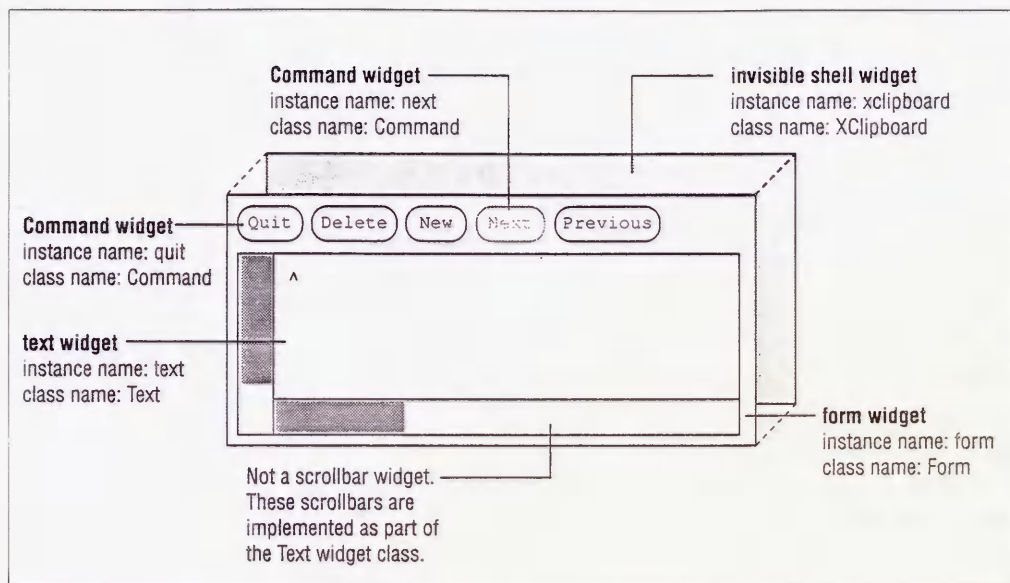 Command widget
instance name: next
class name: Command
invisible shell widget
instance name: xclipboard
class name: XClipboard
Command widget
instance name: quit
class name: Command
Quit
Delete
New
Next
Previous
^
text widget
instance name: text
class name: Text
form widget
instance name: form
class name: Form
Not a scrollbar widget.
These scrollbars are
implemented as part of
the Text widget class.